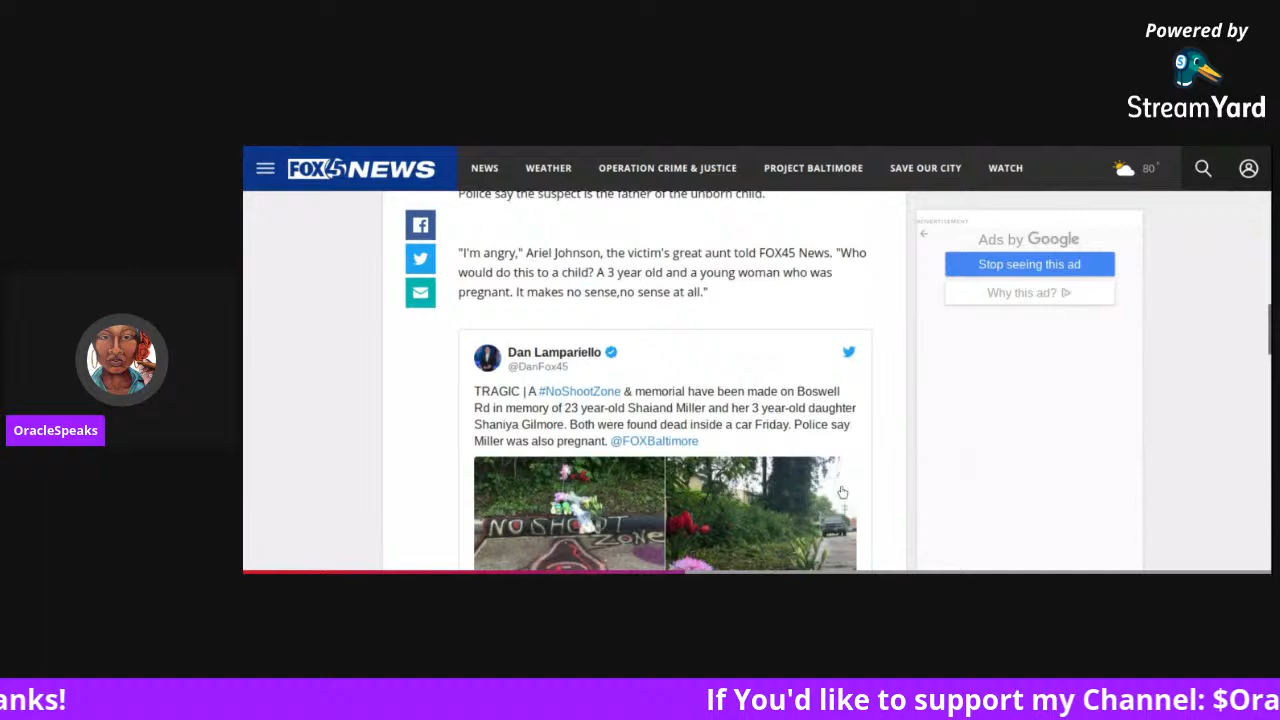 Powered by
S
StreamYard
FOX45 NEWS
NEWS
WEATHER
OPERATION CRIME & JUSTICE
PROJECT BALTIMORE
SAVE OUR CITY
WATCH
80°
Police say the suspect is the father of the unborn child.
"I'm angry," Ariel Johnson, the victim's great aunt told FOX45 News. "Who
would do this to a child? A 3 year old and a young woman who was
pregnant. It makes no sense,no sense at all."
ADVERTISEMENT
Ads by Google
Stop seeing this ad
Why this ad?
Dan Lampariello
@DanFox45
TRAGIC | A #NoShootZone & memorial have been made on Boswell
Rd in memory of 23 year-old Shaiand Miller and her 3 year-old daughter
Shaniya Gilmore. Both were found dead inside a car Friday. Police say
Miller was also pregnant. @FOXBaltimore
NO SHOOT
ZONE
OracleSpeaks
anks!
If You'd like to support my Channel: $Ora